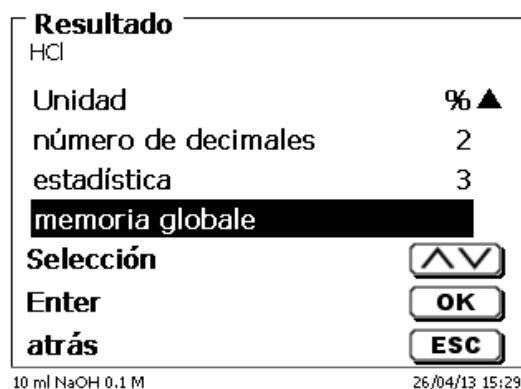 Resultado
HCl
Unidad % ▲
número de decimales 2
estadística 3
memoria globale
Selección
Enter OK
atrás ESC
10 ml NaOH 0.1 M 26/04/13 15:29